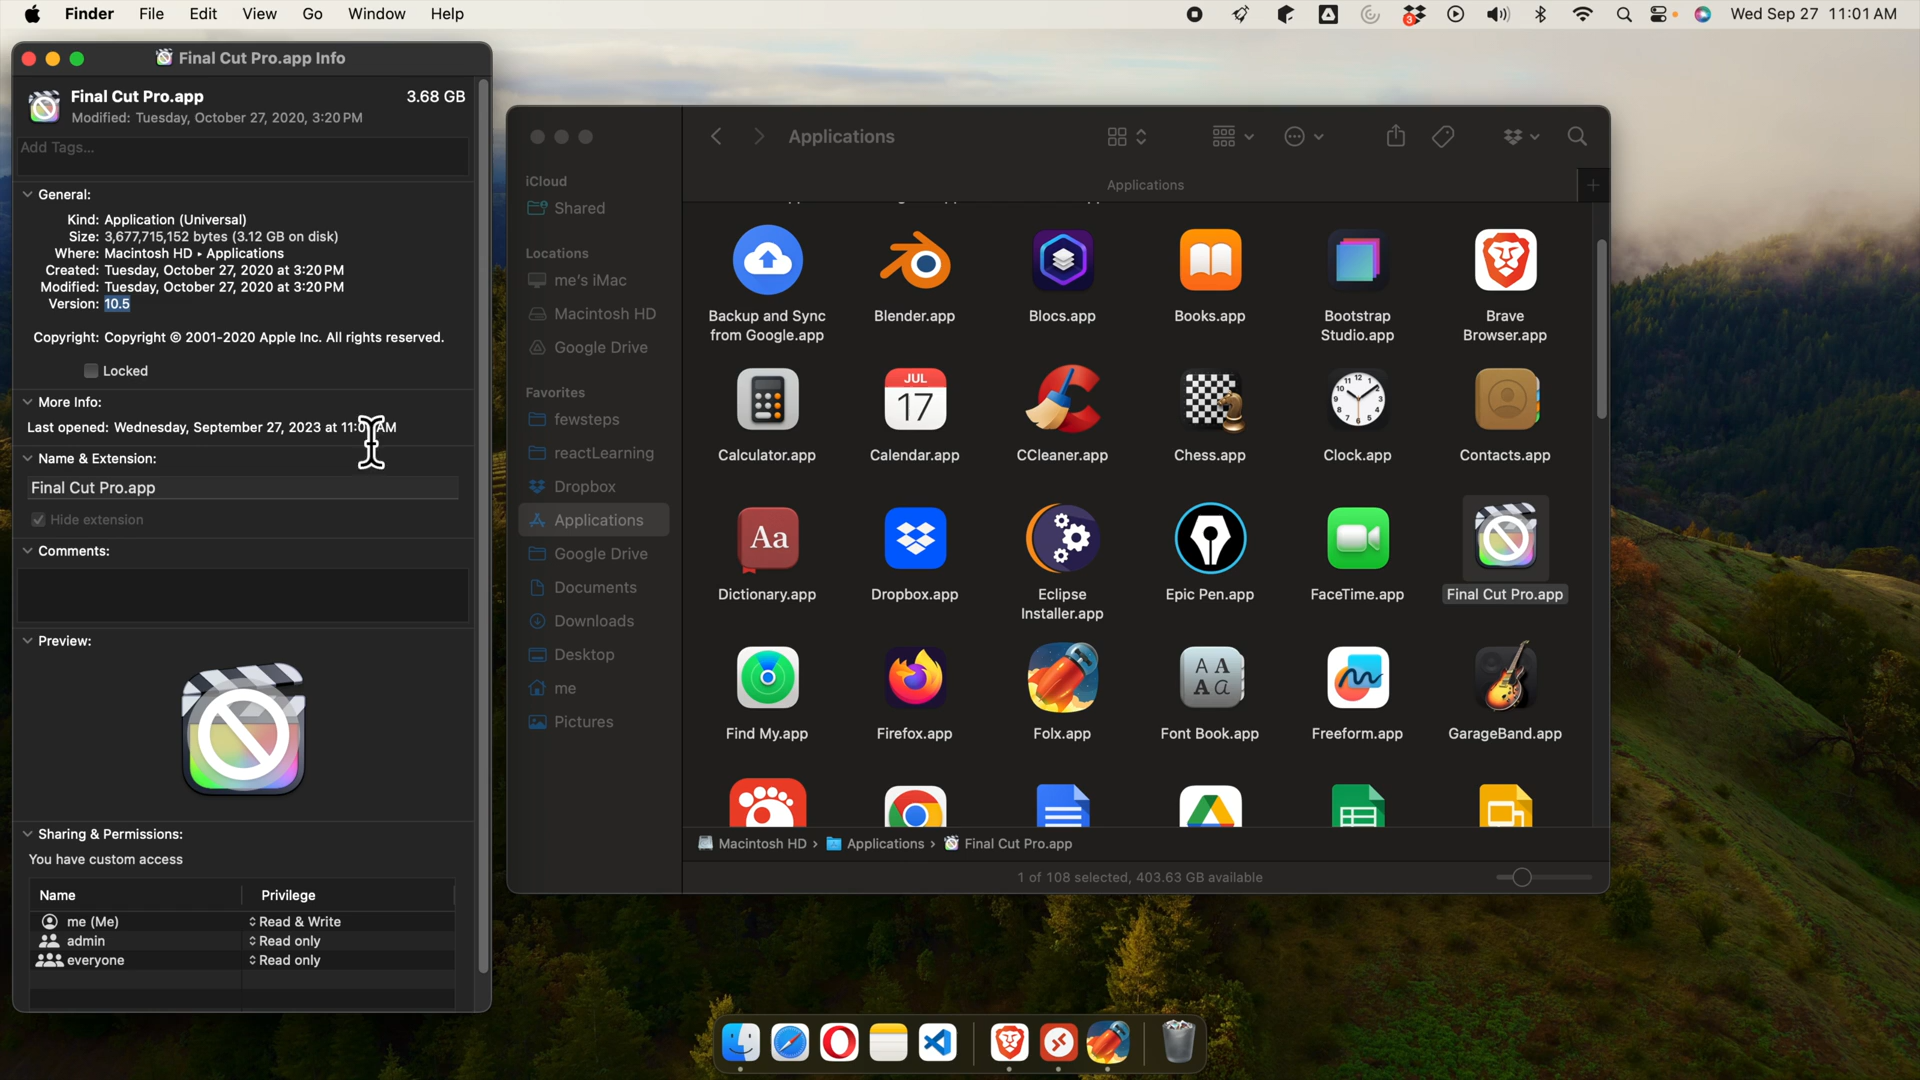 Finder File Edit View Go Window Help
3
Wed Sep 27 11:01 AM
Final Cut Pro.app Info
Final Cut Pro.app 3.68 GB
Modified: Tuesday, October 27, 2020, 3:20 PM
Add Tags...
General:
Kind: Application (Universal)
Size: 3,677,715,152 bytes (3.12 GB on disk)
Where: Macintosh HD ▸ Applications
Created: Tuesday, October 27, 2020 at 3:20 PM
Modified: Tuesday, October 27, 2020 at 3:20 PM
Version: 10.5
Copyright: Copyright © 2001-2020 Apple Inc. All rights reserved.
Locked
More Info:
Last opened: Wednesday, September 27, 2023 at AM
Name & Extension:
Final Cut Pro.app
Hide extension
Comments:
Preview:
Sharing & Permissions:
You have custom access
Name Privilege
me (Me) Read & Write
admin Read only
everyone Read only
Applications
Applications
iCloud
Shared
Locations
me's iMac
Macintosh HD
Google Drive
Favorites
fewsteps
reactLearning
Dropbox
Applications
Google Drive
Documents
Downloads
Desktop
me
Pictures
Backup and Sync
from Google.app
Blender.app
Blocs.app
Books.app
Bootstrap
Studio.app
Brave
Browser.app
JUL
17
Calculator.app
Calendar.app
CCleaner.app
Chess.app
Clock.app
Contacts.app
Aa
Dictionary.app
Dropbox.app
Eclipse
Installer.app
Epic Pen.app
FaceTime.app
Final Cut Pro.app
A A
A a
Find My.app
Firefox.app
Folx.app
Font Book.app
Freeform.app
GarageBand.app
Macintosh HD › Applications › Final Cut Pro.app
1 of 108 selected, 403.63 GB available